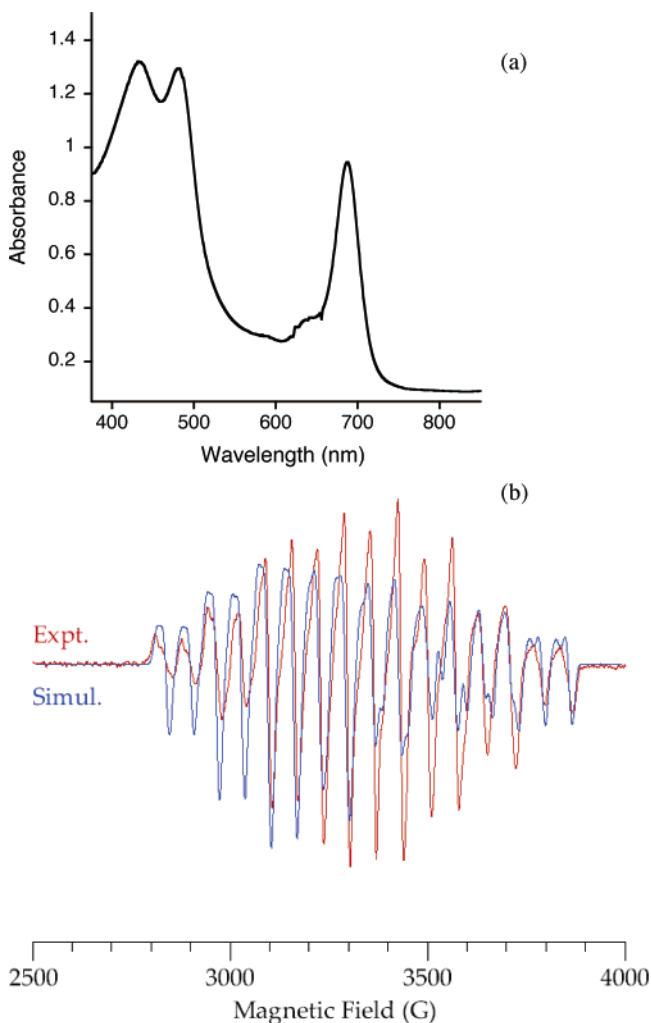 (a)
1.4
1.2
1
0.8
0.6
0.4
0.2
Absorbance
400 500 600 700 800
Wavelength (nm)
(b)
Expt.
Simul.
2500 3000 3500 4000
Magnetic Field (G)